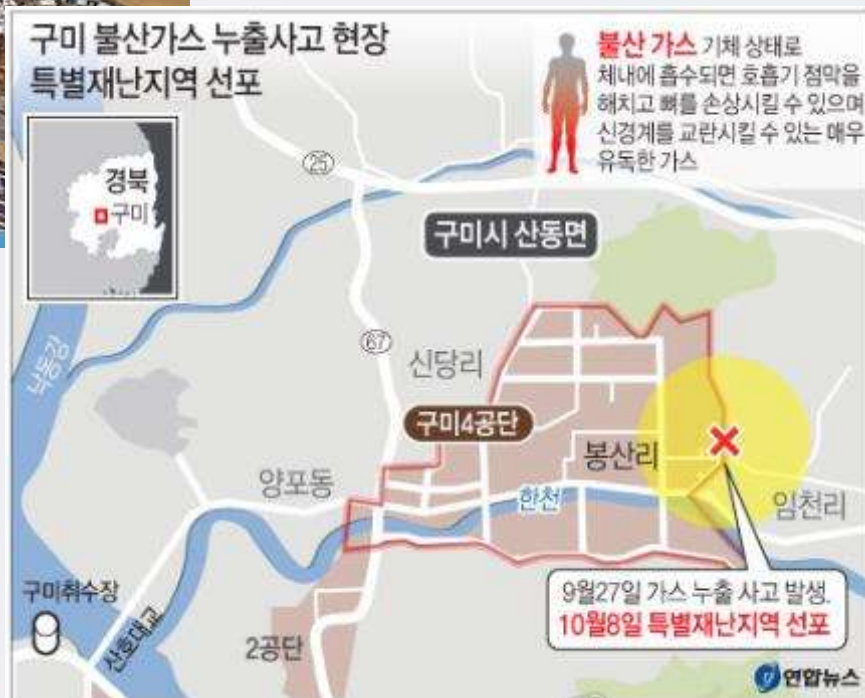 구미 불산가스 누출사고 현장
특별재난지역 선포
불산 가스 기체 상태로
체내에 흡수되면 호흡기 점막을
해치고 뼈를 손상시킬 수 있으며
신경계를 교란시킬 수 있는 매우
유독한 가스
경북
구미
25
구미시 산동면
낙동강
67
신당리
구미4공단
봉산리
양포동
한천
임천리
구미취수장
산호대교
2공단
9월27일 가스 누출 사고 발생.
10월8일 특별재난지역 선포
연합뉴스